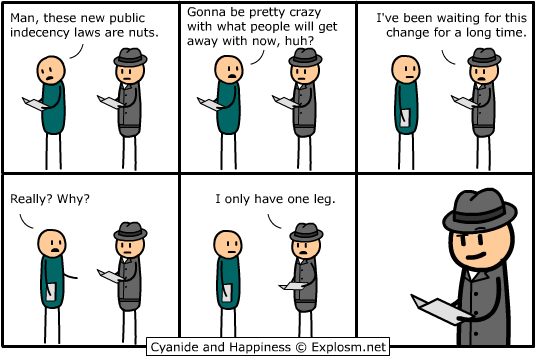 Man, these new public
indecency laws are nuts.
Gonna be pretty crazy
with what people will get
away with now, huh?
I've been waiting for this
change for a long time.
Really? Why?
I only have one leg.
Cyanide and Happiness © Explosm.net